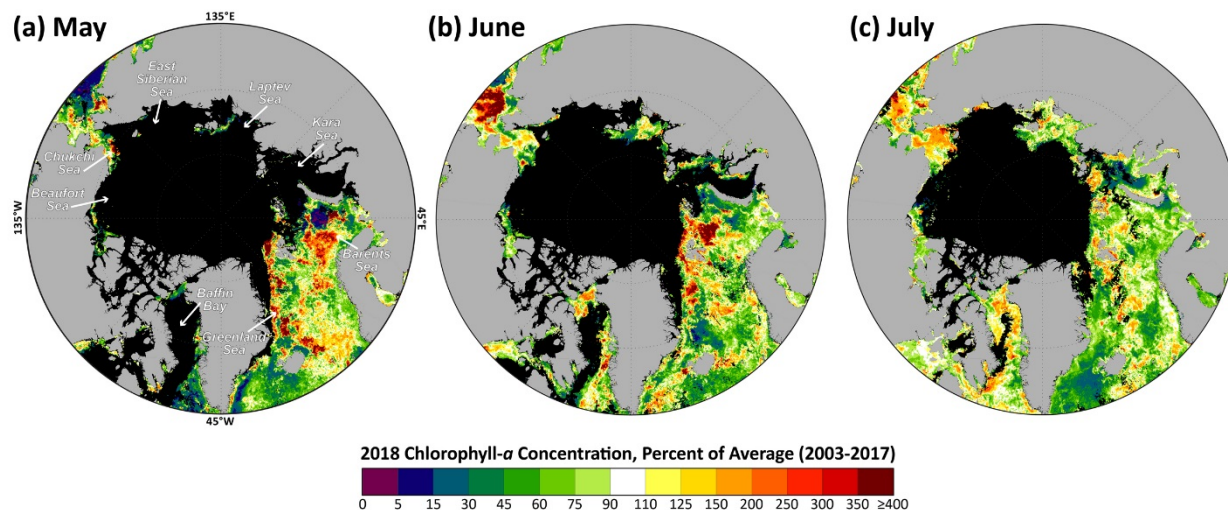 (a) May
135°E
(b) June
(c) July
East
Siberian
Sea
Laptev
Sea
Kara
Sea
Chukchi
Sea
Beaufort
Sea
135°W
45°E
Barents
Sea
Baffin
Bay
Greenland
Sea
45°W
2018 Chlorophyll-a Concentration, Percent of Average (2003-2017)
0 5 15 30 45 60 75 90 110 125 150 200 250 300 350 ≥400